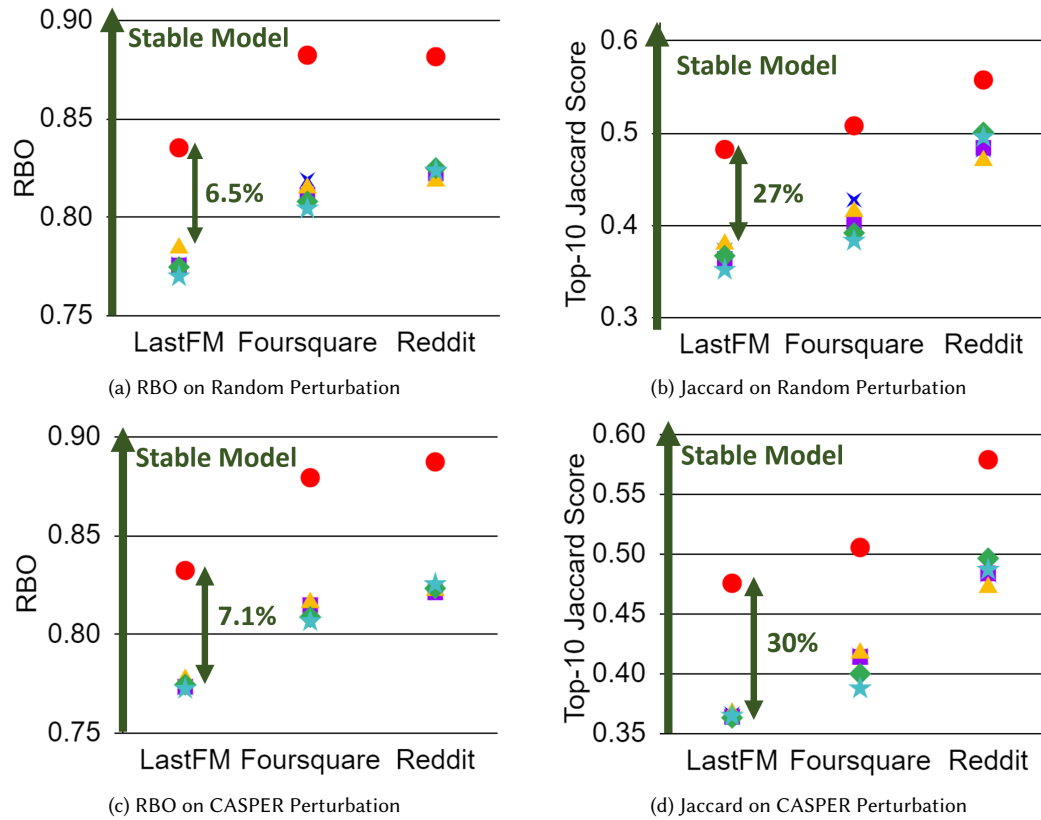 0.90
Stable Model
0.85
RBO
6.5%
0.80
0.75
LastFM Foursquare Reddit
(a) RBO on Random Perturbation
0.6
Stable Model
0.5
Top-10 Jaccard Score
27%
0.4
0.3
LastFM Foursquare Reddit
(b) Jaccard on Random Perturbation
0.90
Stable Model
0.85
RBO
7.1%
0.80
0.75
LastFM Foursquare Reddit
(c) RBO on CASPER Perturbation
0.60
Stable Model
0.55
0.50
Top-10 Jaccard Score
0.45
30%
0.40
0.35
LastFM Foursquare Reddit
(d) Jaccard on CASPER Perturbation